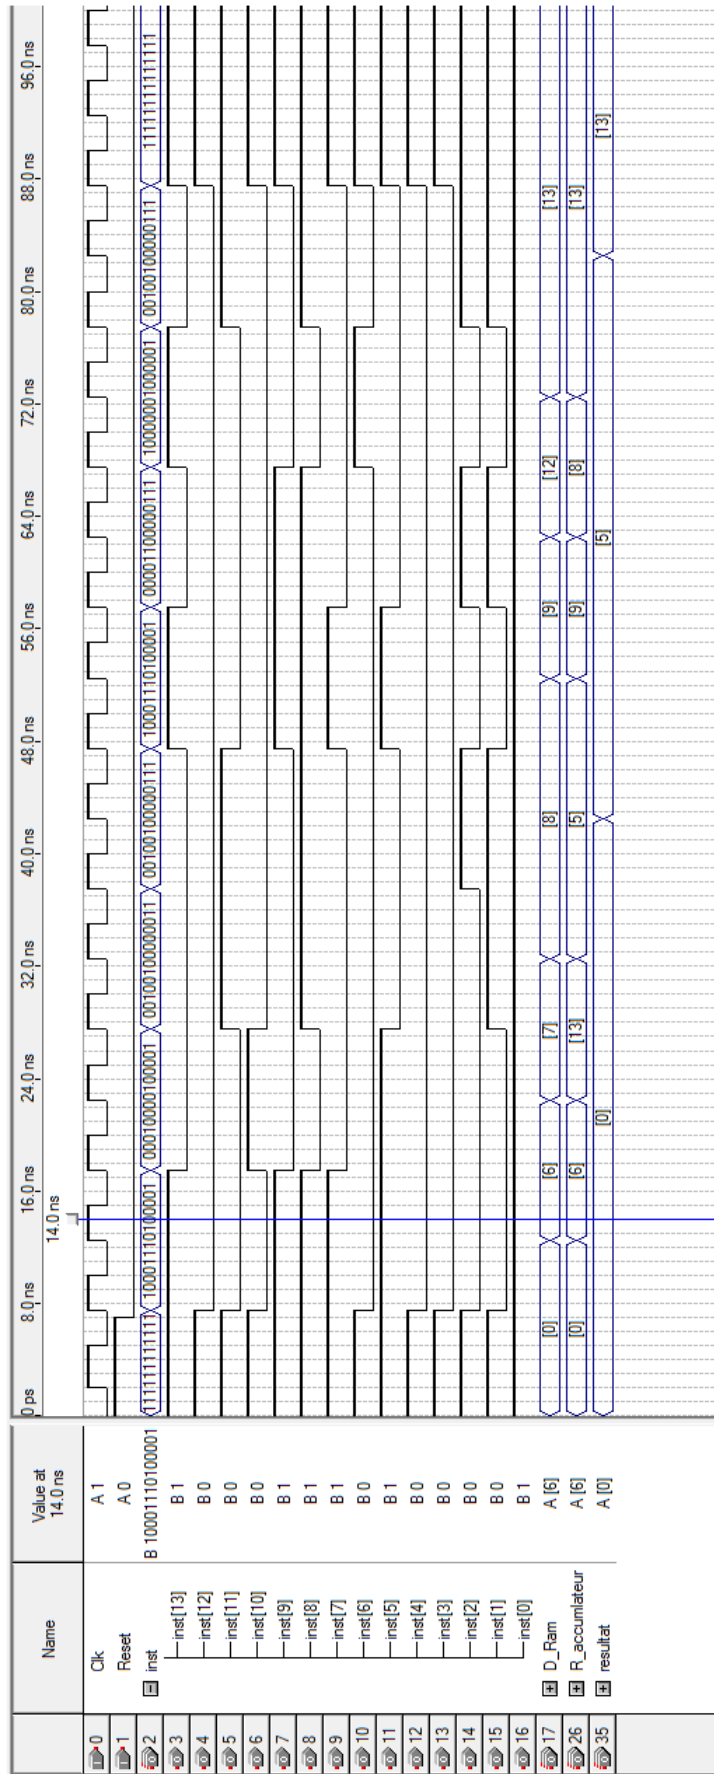 Name Value at 14.0 ns 0 ps 8.0 ns 16.0 ns 24.0 ns 32.0 ns 40.0 ns 48.0 ns 56.0 ns 64.0 ns 72.0 ns 80.0 ns 88.0 ns 96.0 ns
14.0 ns
0 Clk A 1
1 Reset A 0
2 inst B 10001110100001 11111111111111 10001110100001 00010000100001 00100100000011 00100100000111 10001110100001 00001100000111 10000001000001 00100100000111 11111111111111
3 inst[13] B 1
4 inst[12] B 0
5 inst[11] B 0
6 inst[10] B 0
7 inst[9] B 1
8 inst[8] B 1
9 inst[7] B 1
10 inst[6] B 0
11 inst[5] B 1
12 inst[4] B 0
13 inst[3] B 0
14 inst[2] B 0
15 inst[1] B 0
16 inst[0] B 1
17 D_Ram A [6] [0] [6] [7] [8] [9] [12] [13]
26 R_accumlateur A [6] [0] [6] [13] [5] [9] [8] [13]
35 resultat A [0] [0] [5] [13]